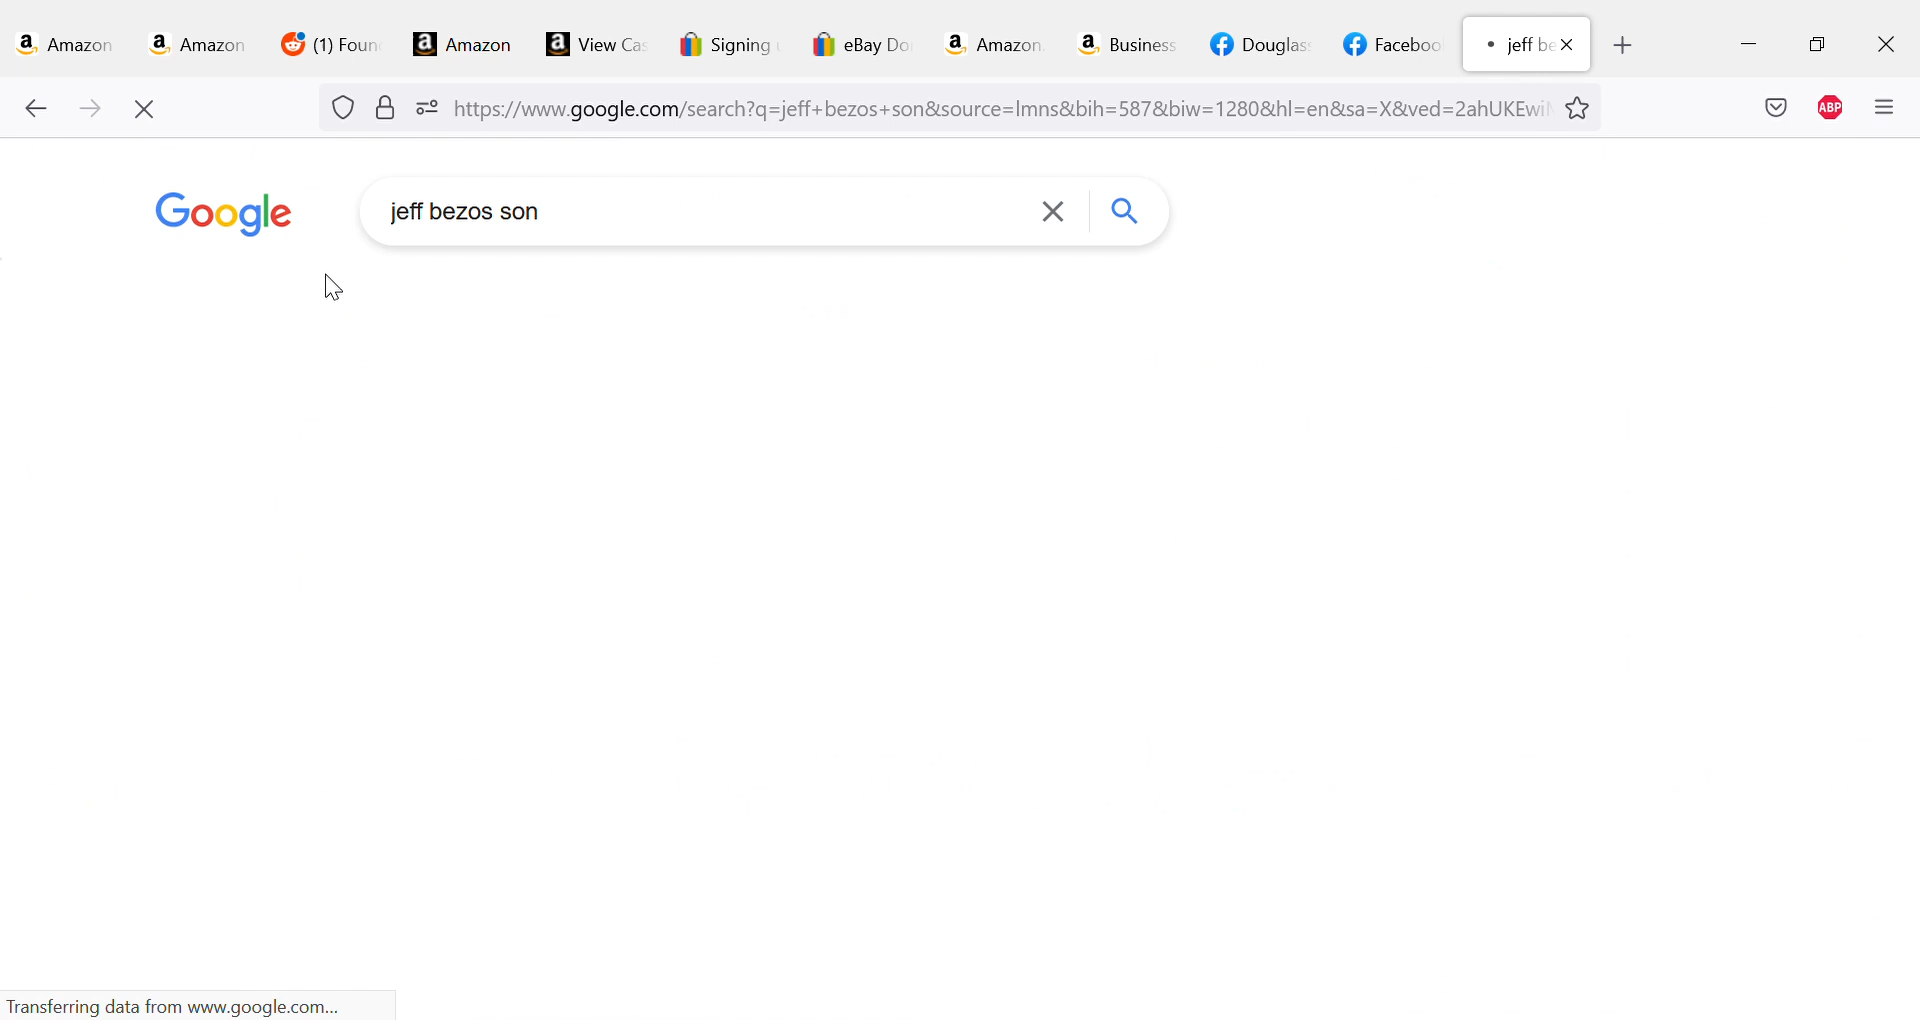 Amazon
Amazon
(1) Foun
Amazon
View Cas
Signing u
eBay Do
Amazon.
Business
Douglas
Faceboo
jeff be
https://www.google.com/search?q=jeff+bezos+son&source=lmns&bih=587&biw=1280&hl=en&sa=X&ved=2ahUKEwi
ABP
Google
jeff bezos son
Transferring data from www.google.com...